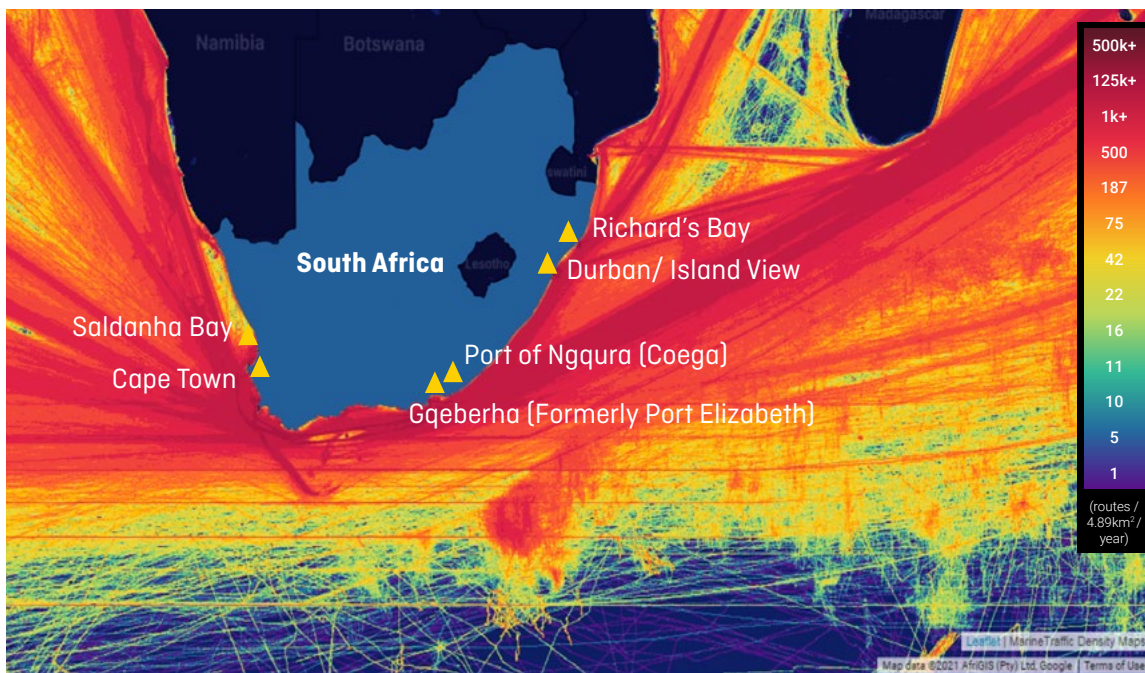 Namibia
Botswana
Madagascar
swatini
Lesotho
South Africa
Richard's Bay
Durban/ Island View
Saldanha Bay
Cape Town
Port of Ngqura (Coega)
Gqeberha (Formerly Port Elizabeth)
500k+
125k+
1k+
500
187
75
42
22
16
11
10
5
1
(routes /
4.89km²/
year)
Leaflet | MarineTraffic Density Maps
Map data ©2021 AfriGIS (Pty) Ltd, Google | Terms of Use